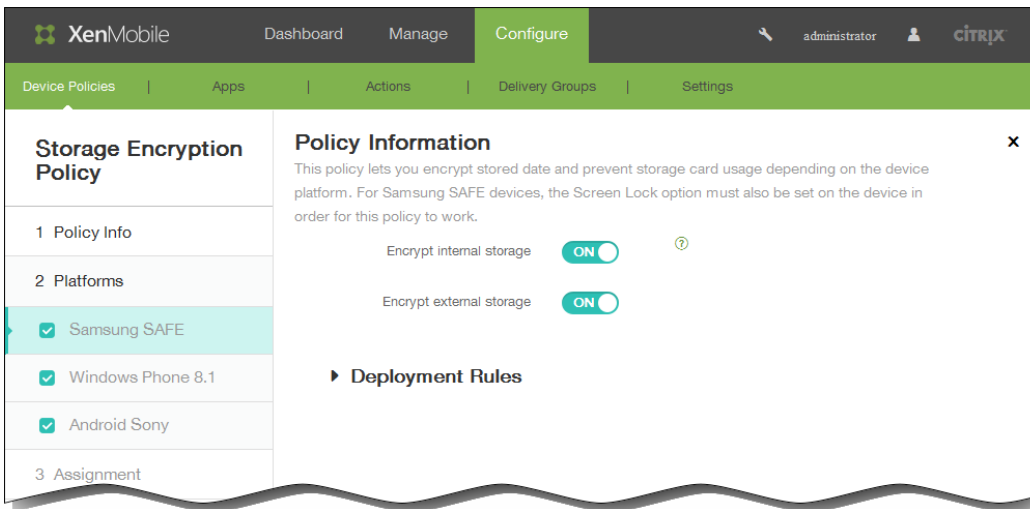 XenMobile Dashboard Manage Configure administrator CİTRIX
Device Policies | Apps | Actions | Delivery Groups | Settings
Storage Encryption Policy
1 Policy Info
2 Platforms
Samsung SAFE
Windows Phone 8.1
Android Sony
3 Assignment
Policy Information
This policy lets you encrypt stored date and prevent storage card usage depending on the device
platform. For Samsung SAFE devices, the Screen Lock option must also be set on the device in
order for this policy to work.
Encrypt internal storage ON ?
Encrypt external storage ON
Deployment Rules